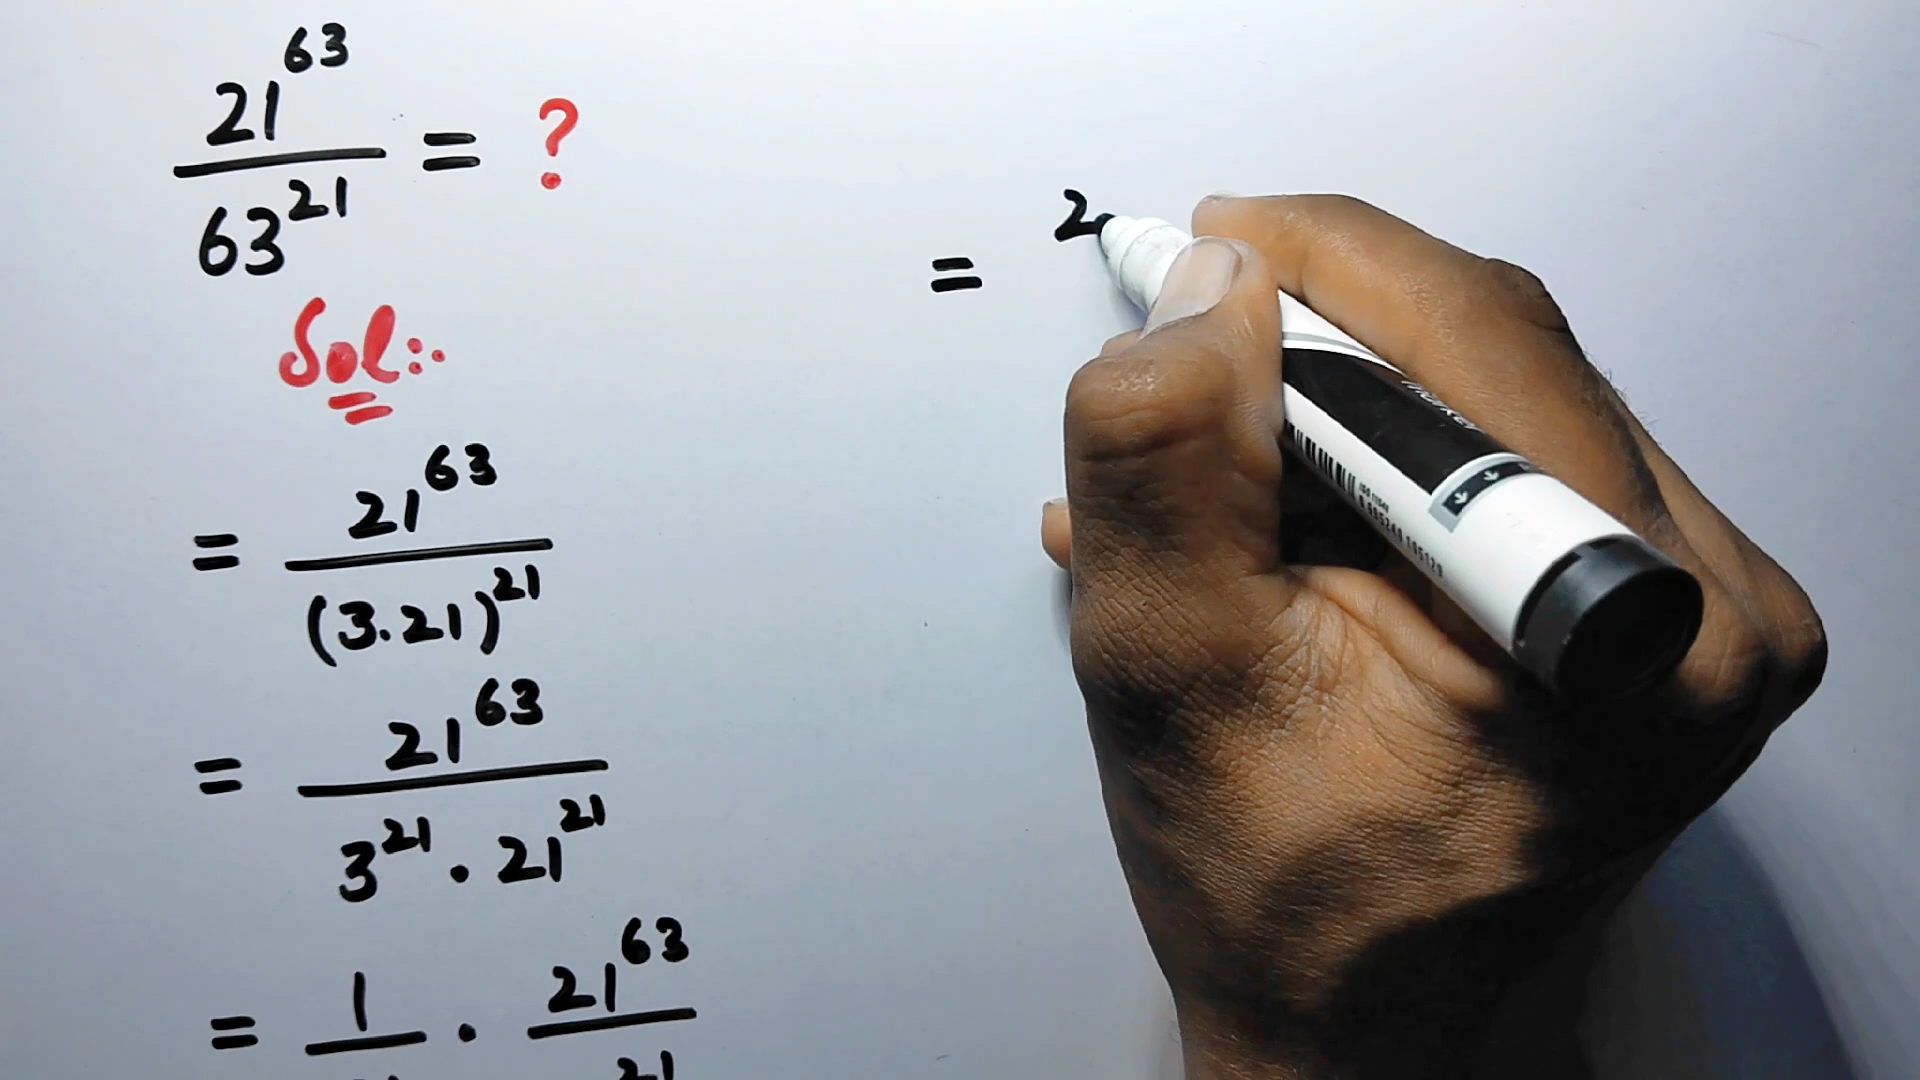 21^63 / 63^21 = ?
Sol:-
= 21^63 / (3.21)^21
= 21^63 / 3^21 . 21^21
= 1 . 21^63 / 21
= 2